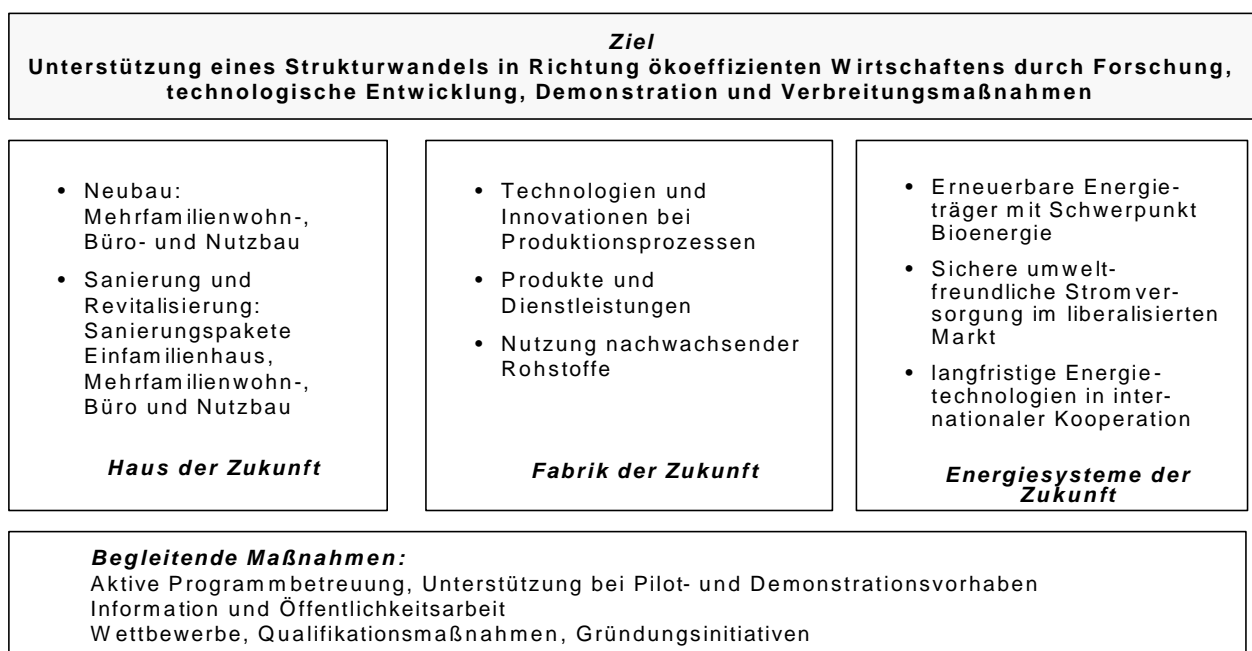 Ziel
Unterstützung eines Strukturwandels in Richtung ökoeffizienten Wirtschaftens durch Forschung,
technologische Entwicklung, Demonstration und Verbreitungsmaßnahmen
• Neubau:
Mehrfamilienwohn-,
Büro- und Nutzbau
• Sanierung und
Revitalisierung:
Sanierungspakete
Einfamilienhaus,
Mehrfamilienwohn-,
Büro und Nutzbau
Haus der Zukunft
• Technologien und
Innovationen bei
Produktionsprozessen
• Produkte und
Dienstleistungen
• Nutzung nachwachsender
Rohstoffe
Fabrik der Zukunft
• Erneuerbare Energie-
träger mit Schwerpunkt
Bioenergie
• Sichere umwelt-
freundliche Stromver-
sorgung im liberalisierten
Markt
• langfristige Energie-
technologien in inter-
nationaler Kooperation
Energiesysteme der
Zukunft
Begleitende Maßnahmen:
Aktive Programmbetreuung, Unterstützung bei Pilot- und Demonstrationsvorhaben
Information und Öffentlichkeitsarbeit
Wettbewerbe, Qualifikationsmaßnahmen, Gründungsinitiativen